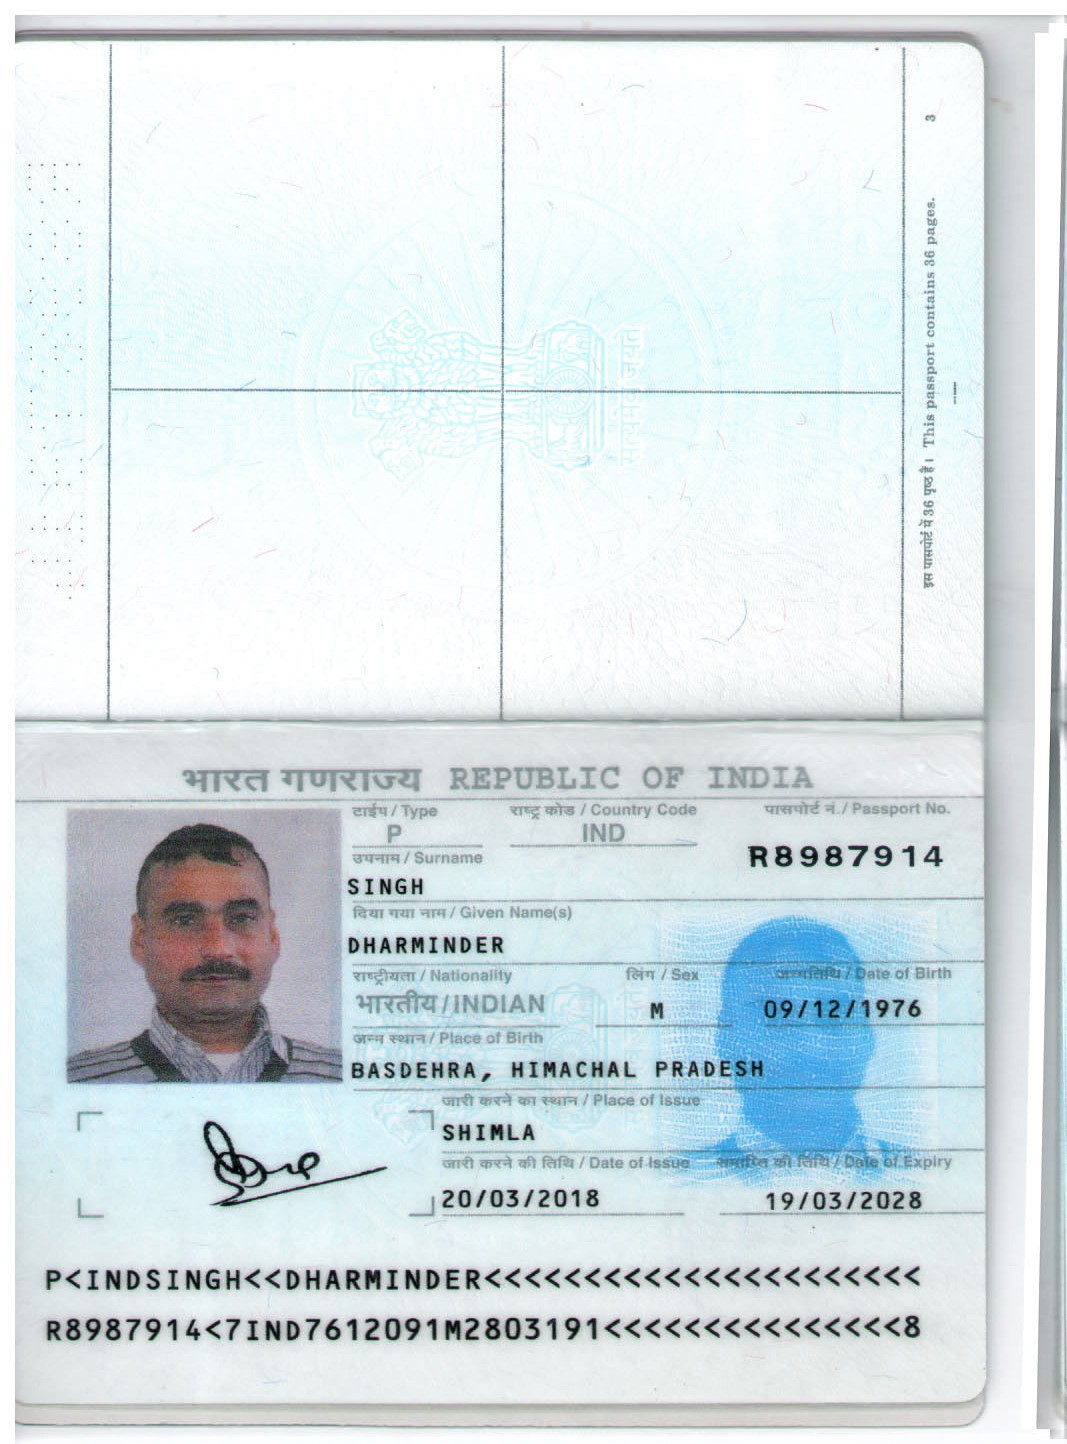 3
इस पासपोर्ट में 36 पृष्ठ है। This passport contains 36 pages.
सत्यमेव जयते
भारत गणराज्य REPUBLIC OF INDIA
टाईप / Type राष्ट्र कोड / Country Code पासपोर्ट नं. / Passport No.
P IND R8987914
उपनाम / Surname
SINGH
दिया गया नाम / Given Name(s)
DHARMINDER
राष्ट्रीयता / Nationality लिंग / Sex जन्मतिथि / Date of Birth
भारतीय / INDIAN M 09/12/1976
जन्म स्थान / Place of Birth
BASDEHRA, HIMACHAL PRADESH
जारी करने का स्थान / Place of Issue
SHIMLA
जारी करने की तिथि / Date of Issue समाप्ति की तिथि / Date of Expiry
20/03/2018 19/03/2028
P<INDSINGH<<DHARMINDER<<<<<<<<<<<<<<<<<<<<<<
R8987914<7IND7612091M2803191<<<<<<<<<<<<<<<8